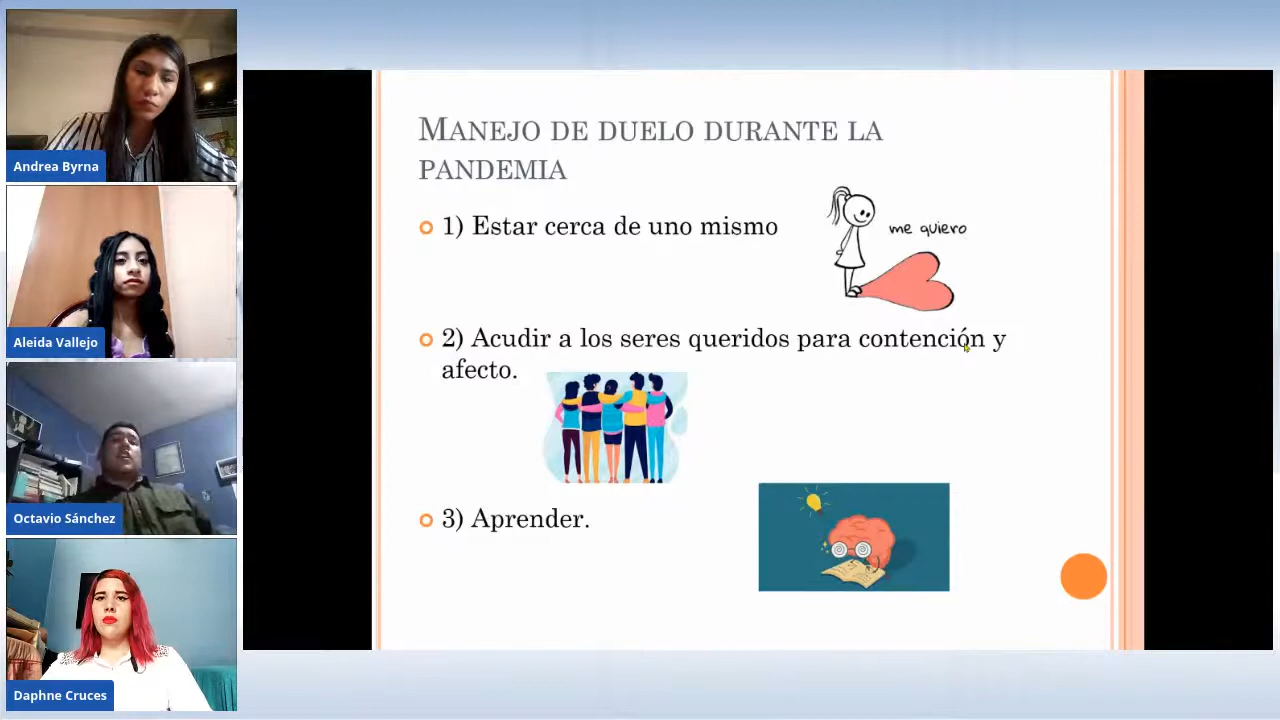 Andrea Byrna
Aleida Vallejo
Octavio Sánchez
Daphne Cruces
MANEJO DE DUELO DURANTE LA
PANDEMIA
1) Estar cerca de uno mismo
me quiero
2) Acudir a los seres queridos para contención y
afecto.
3) Aprender.